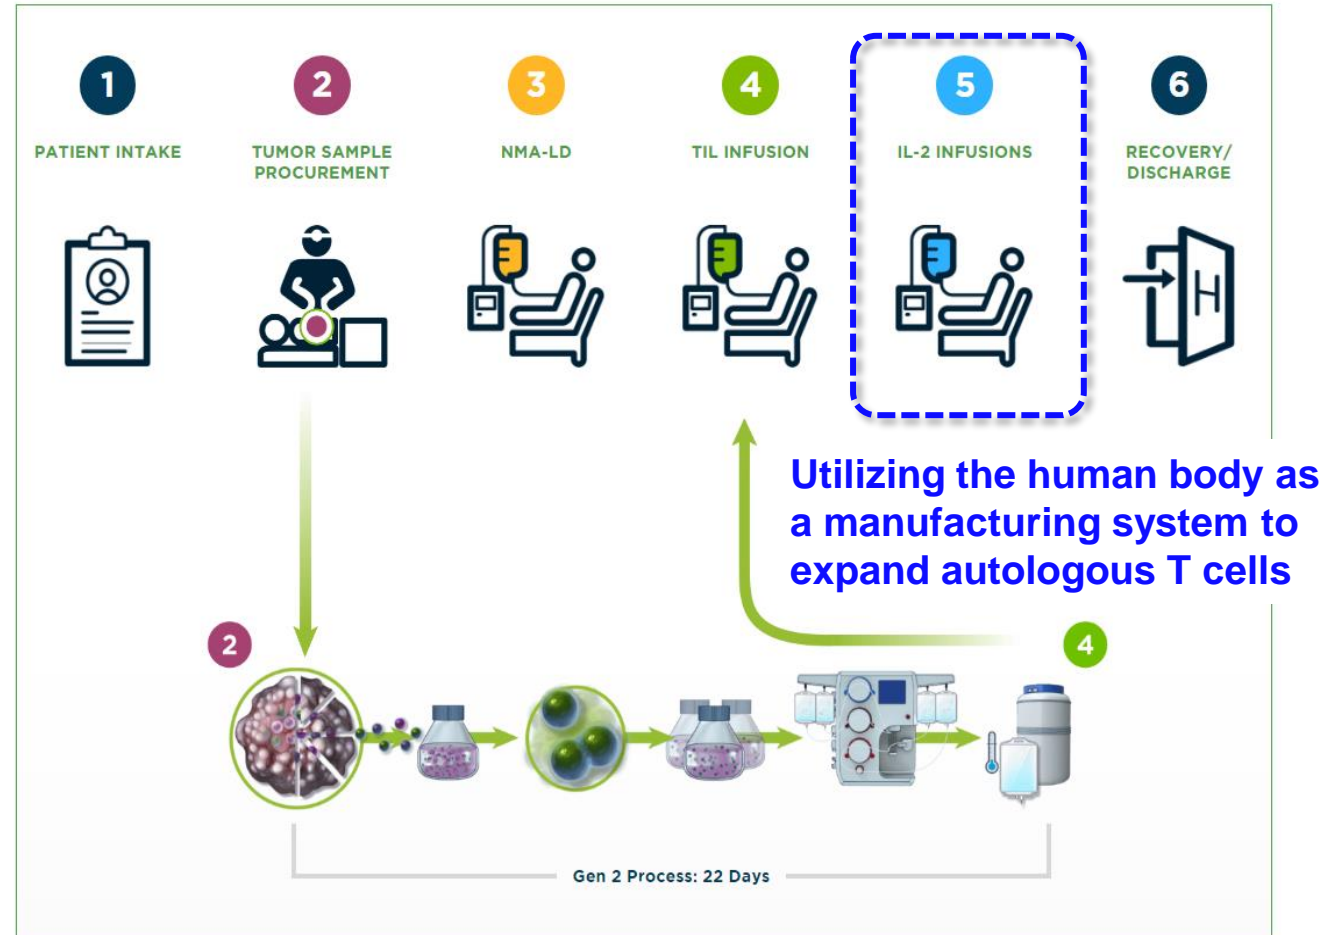 1
2
3
4
5
6
PATIENT INTAKE
TUMOR SAMPLE
PROCUREMENT
NMA-LD
TIL INFUSION
IL-2 INFUSIONS
RECOVERY/
DISCHARGE
H
Utilizing the human body as
a manufacturing system to
expand autologous T cells
2
4
Gen 2 Process: 22 Days